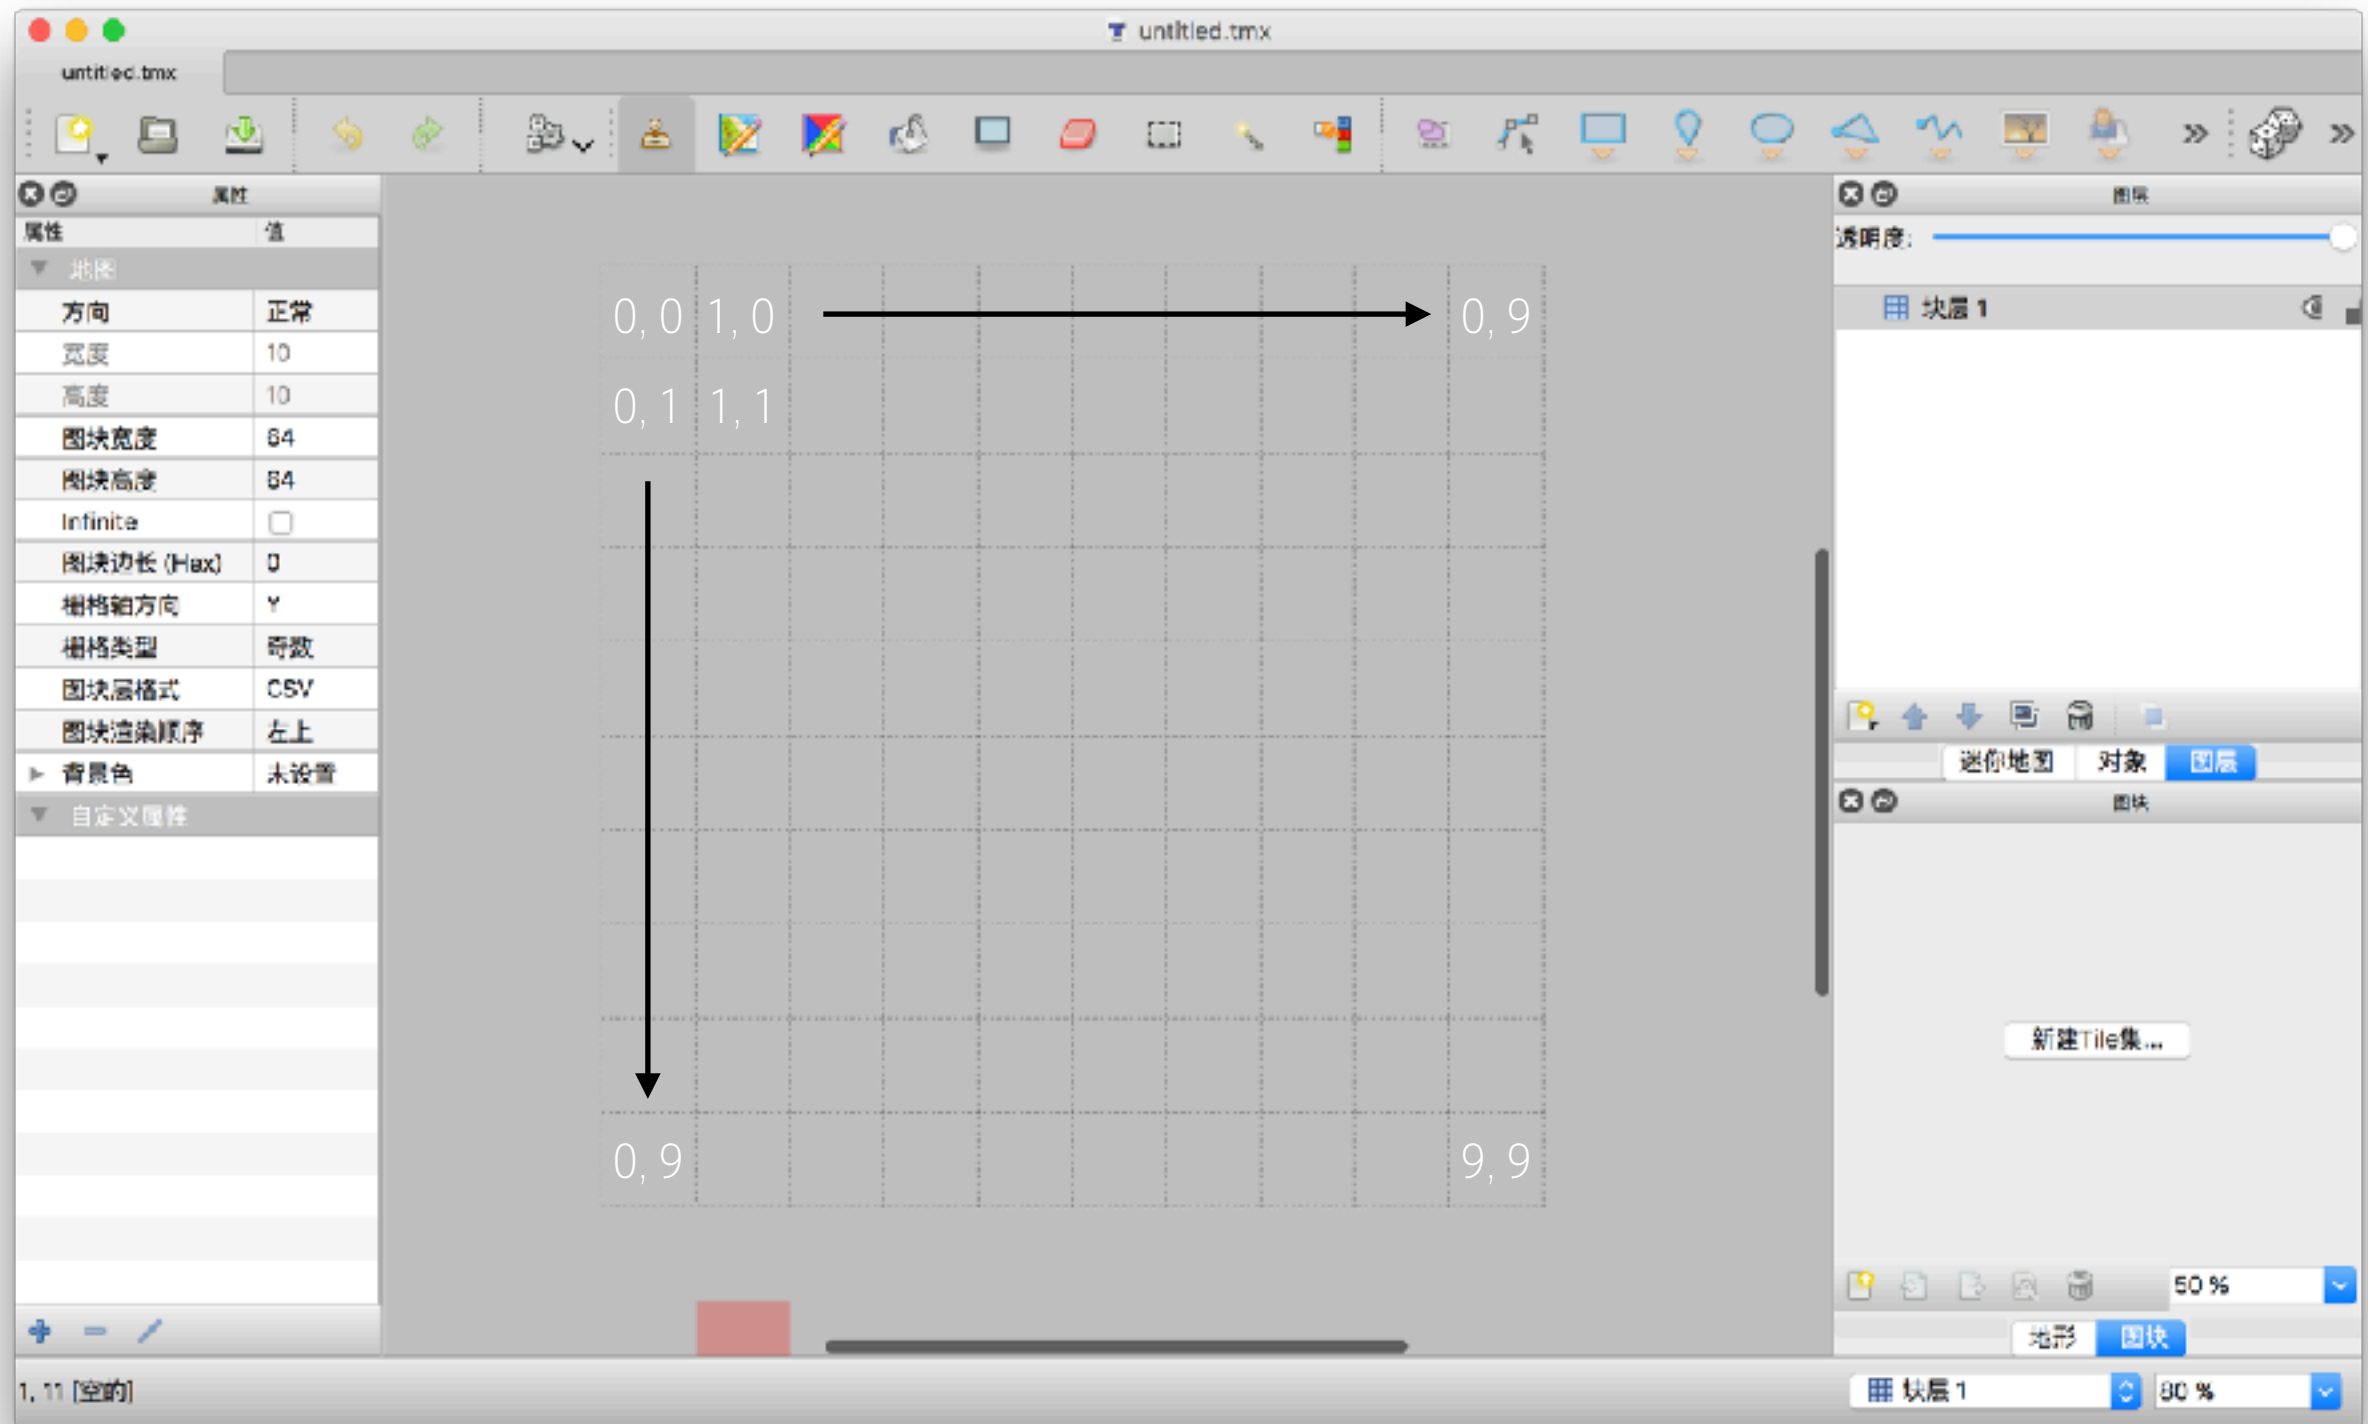 untitled.tmx
untitled.tmx
属性
属性 值
地图
方向 正常
宽度 10
高度 10
图块宽度 64
图块高度 64
Infinite
图块边长 (Hex) 0
栅格轴方向 Y
栅格类型 奇数
图块层格式 CSV
图块渲染顺序 左上
背景色 未设置
自定义属性
0, 0 1, 0 0, 9
0, 1 1, 1
0, 9 9, 9
图层
透明度:
块层 1
迷你地图 对象 图层
图块
新建Tile集...
50 %
地形 图块
1, 11 [空的]
块层 1 80 %